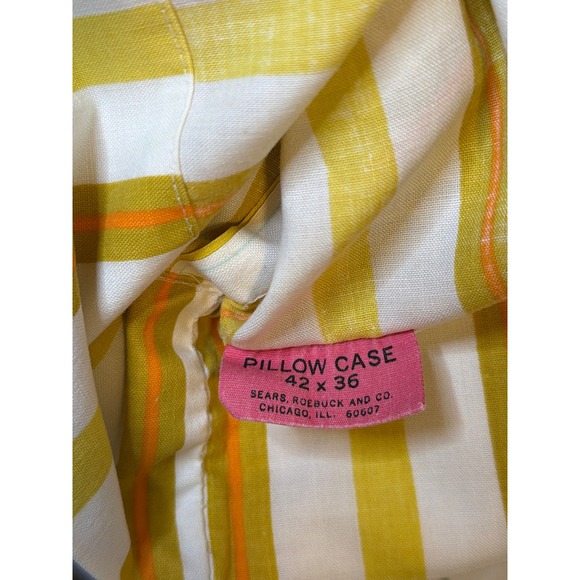 PILLOW CASE
42 x 36
SEARS, ROEBUCK AND CO.
CHICAGO, ILL. 60607